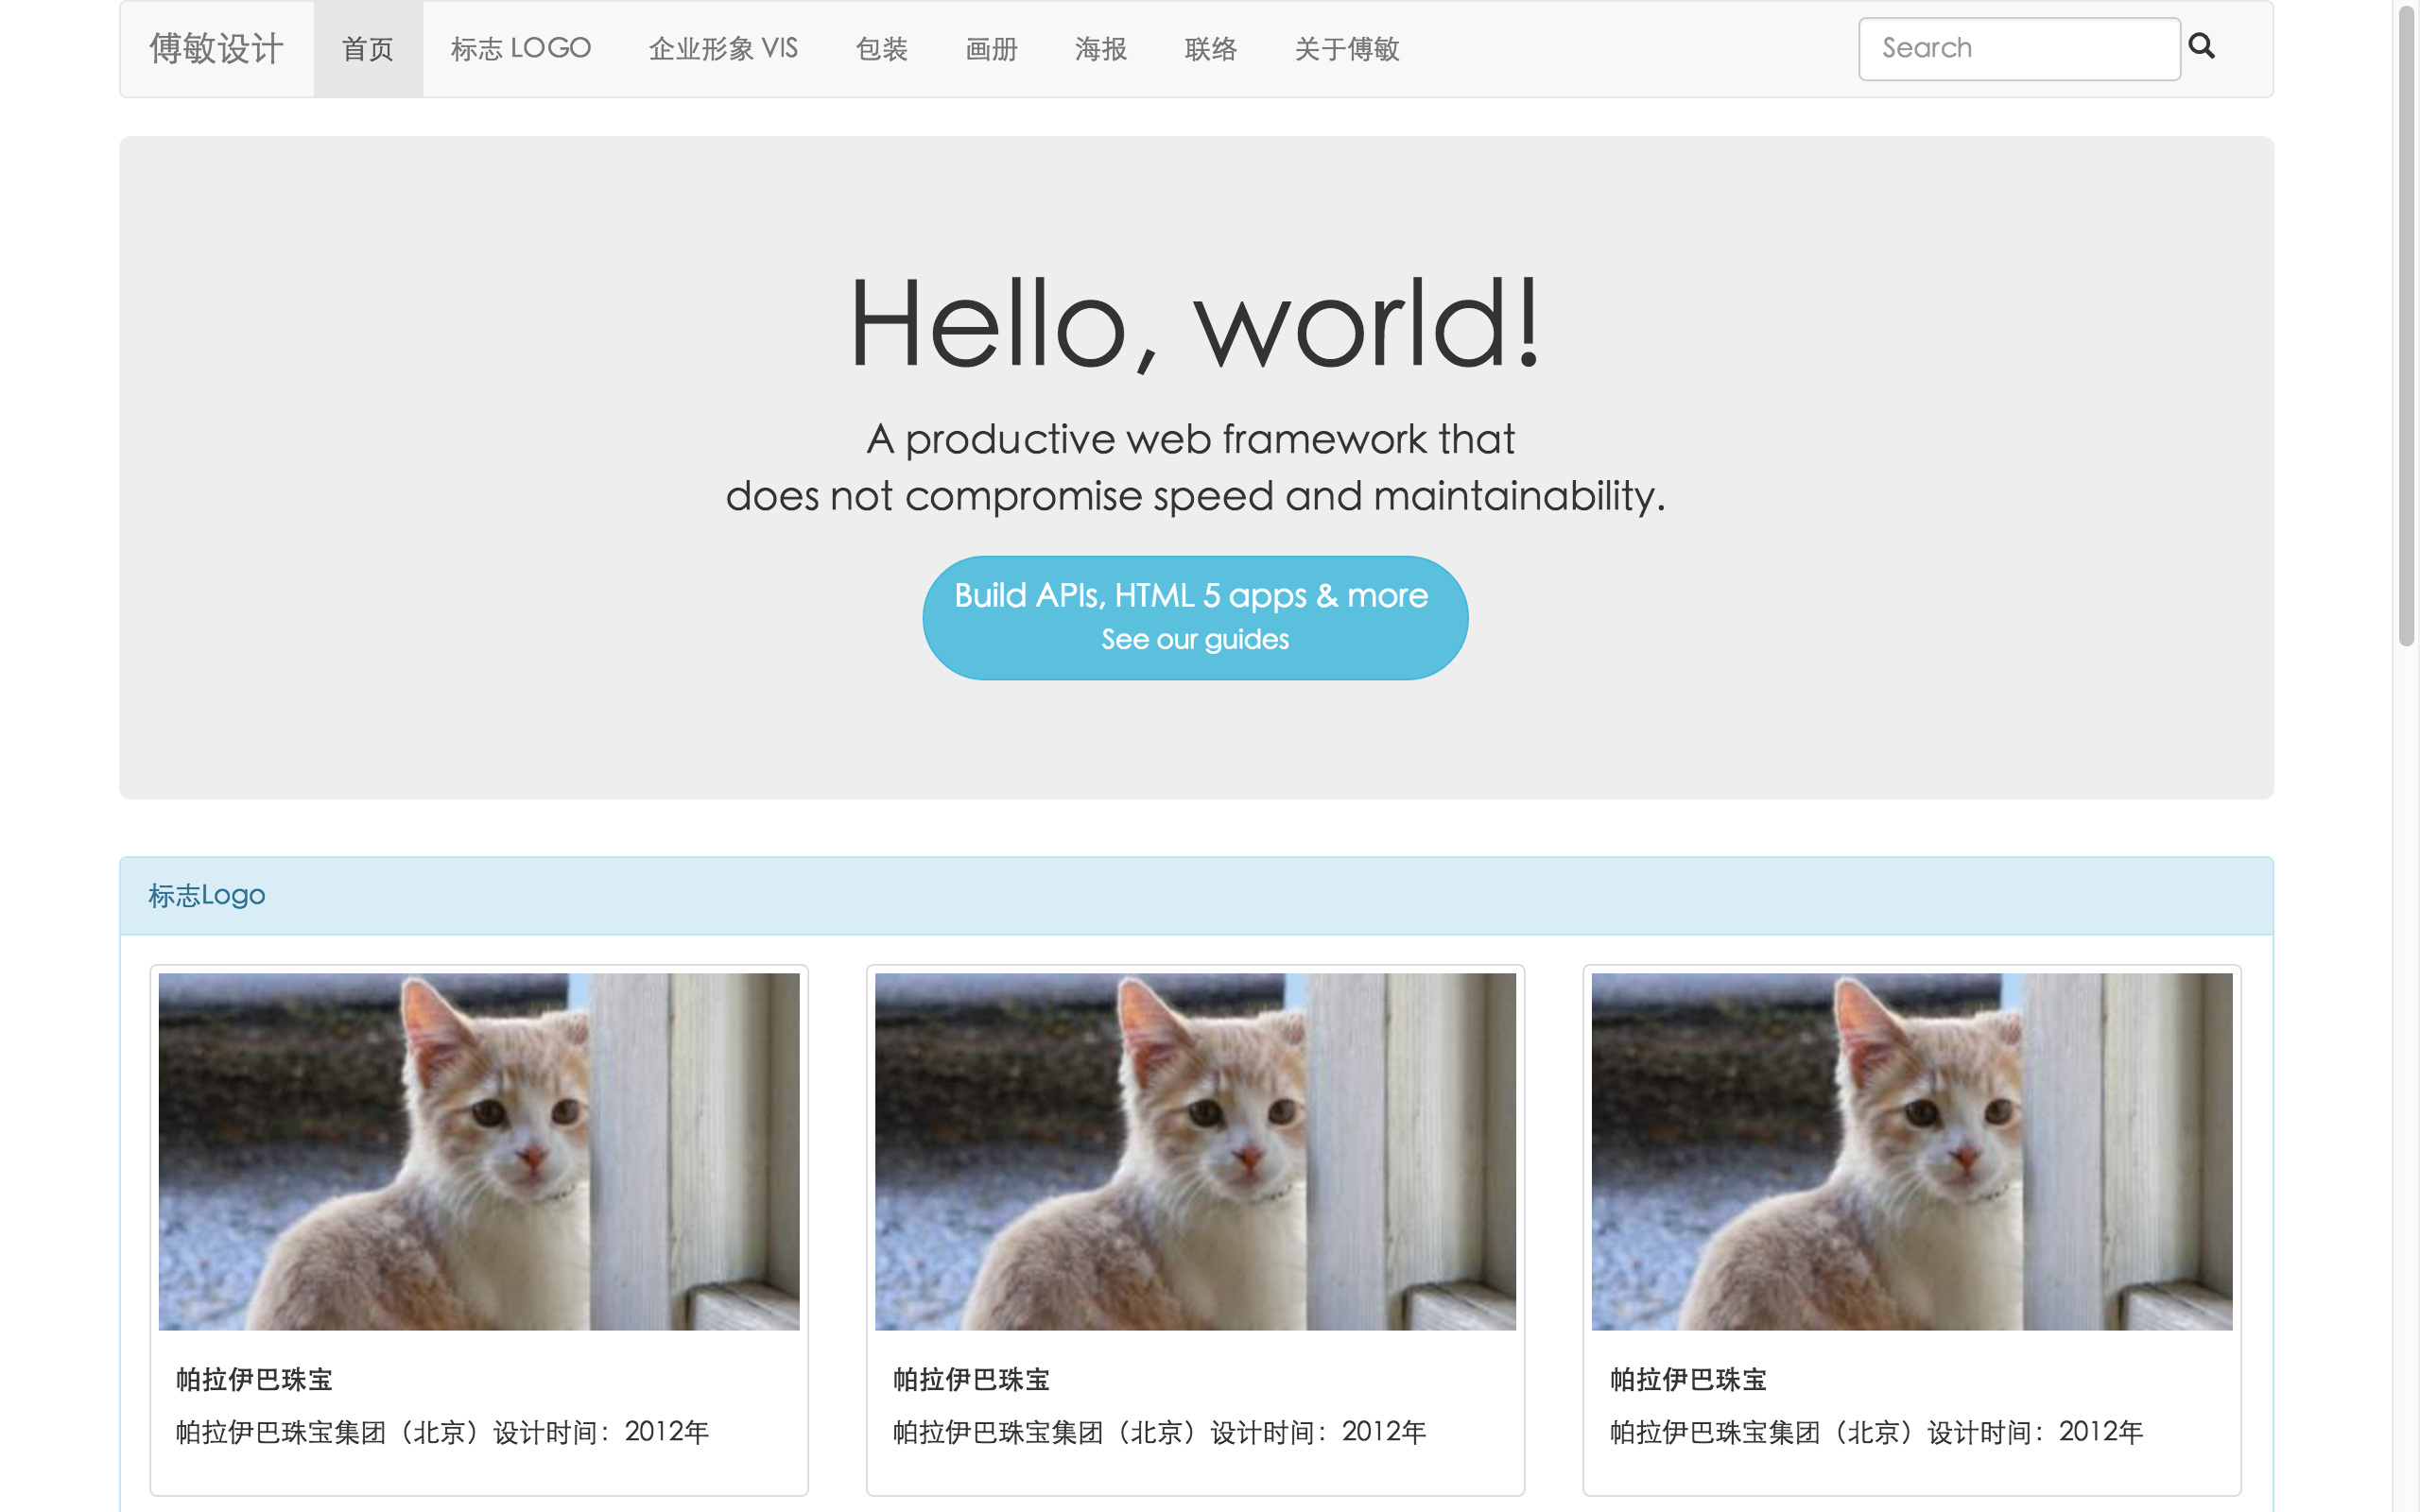 傅敏设计 首页 标志 LOGO 企业形象 VIS 包装 画册 海报 联络 关于傅敏 Search
Hello, world!
A productive web framework that
does not compromise speed and maintainability.
Build APIs, HTML 5 apps & more
See our guides
标志Logo
帕拉伊巴珠宝
帕拉伊巴珠宝集团（北京）设计时间：2012年
帕拉伊巴珠宝
帕拉伊巴珠宝集团（北京）设计时间：2012年
帕拉伊巴珠宝
帕拉伊巴珠宝集团（北京）设计时间：2012年